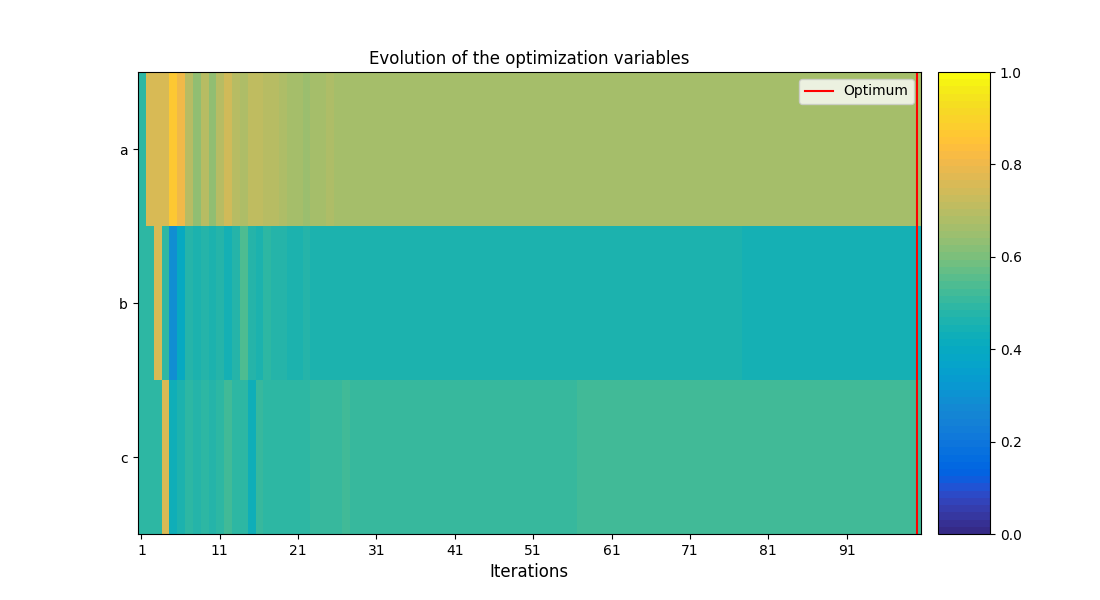 Evolution of the optimization variables
Optimum
a
b
c
1 11 21 31 41 51 61 71 81 91
Iterations
1.0
0.8
0.6
0.4
0.2
0.0